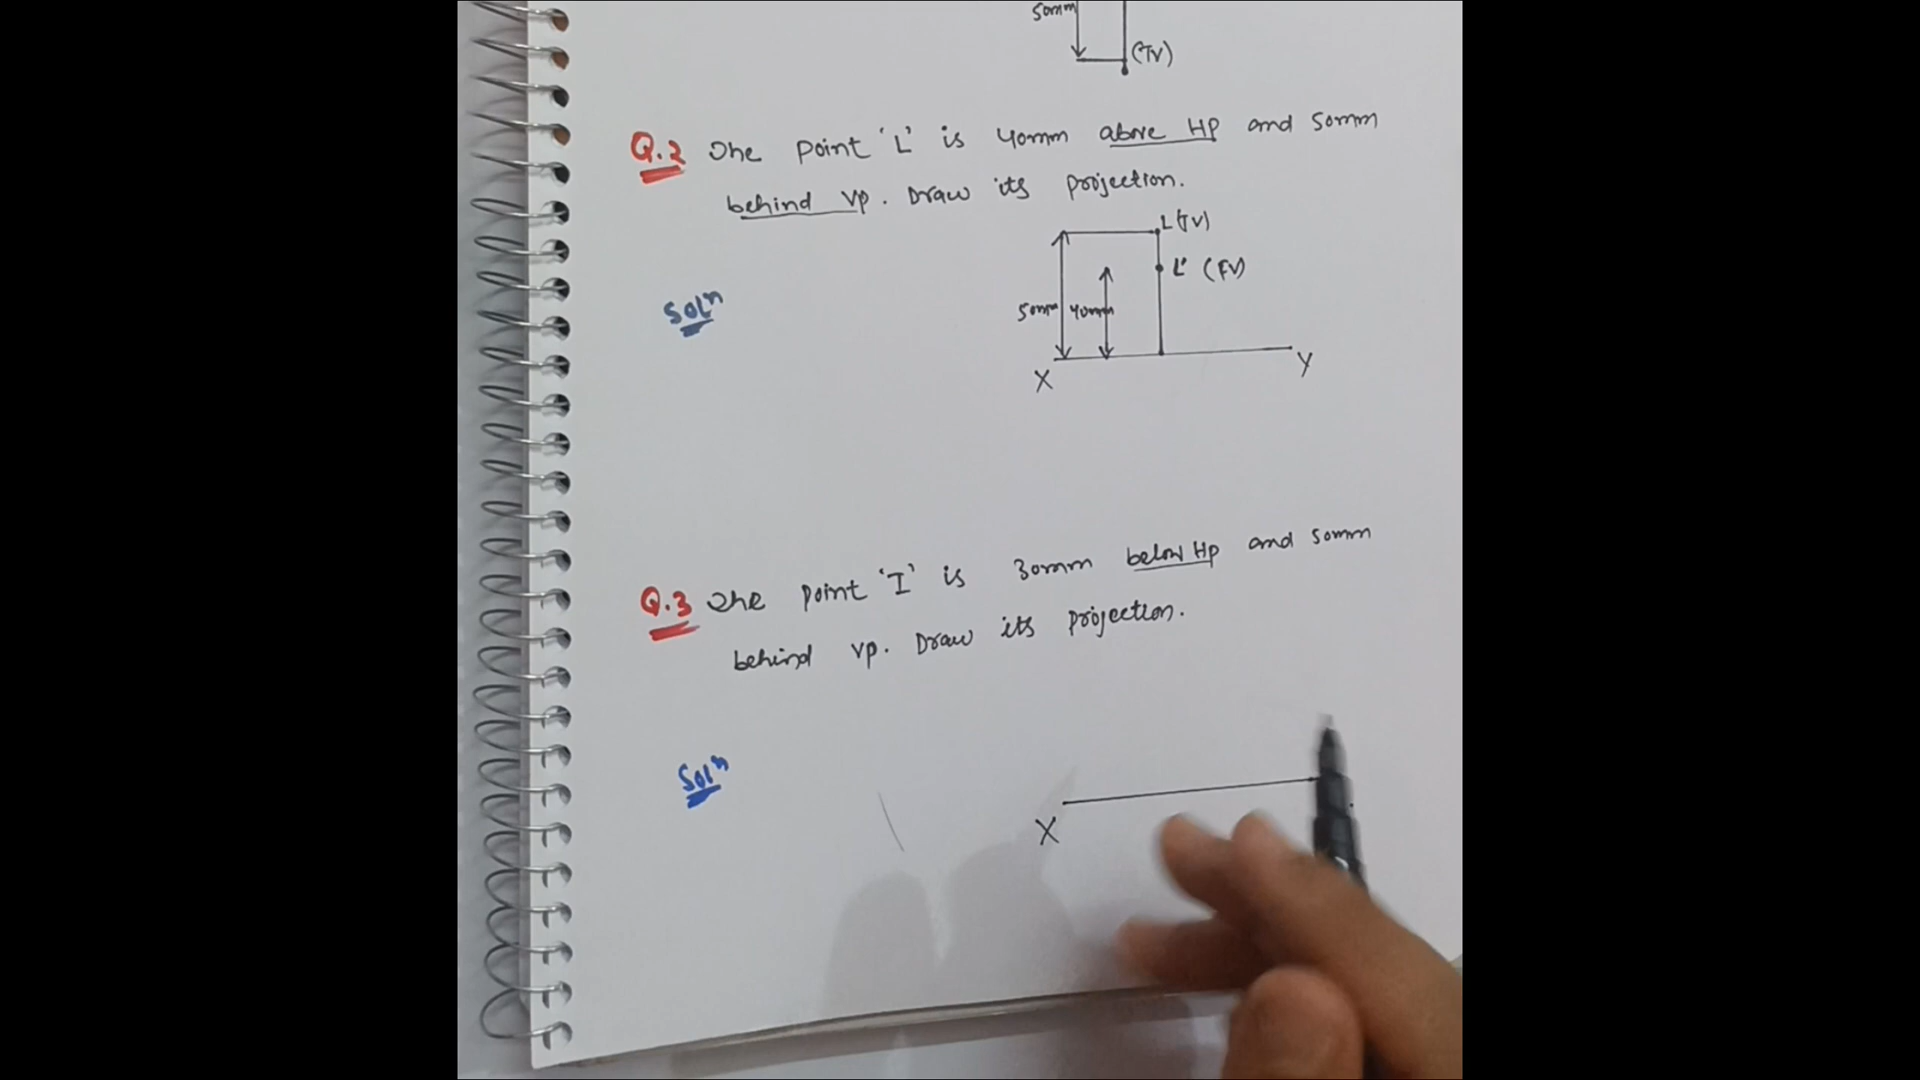 50mm
(TV)
Q.2 The point 'L' is 40mm above HP and 50mm
behind VP. Draw its projection.
L(TV)
L' (FV)
Solⁿ
50mm 40mm
X Y
Q.3 The point 'I' is 30mm below HP and 50mm
behind VP. Draw its projection.
Solⁿ
X